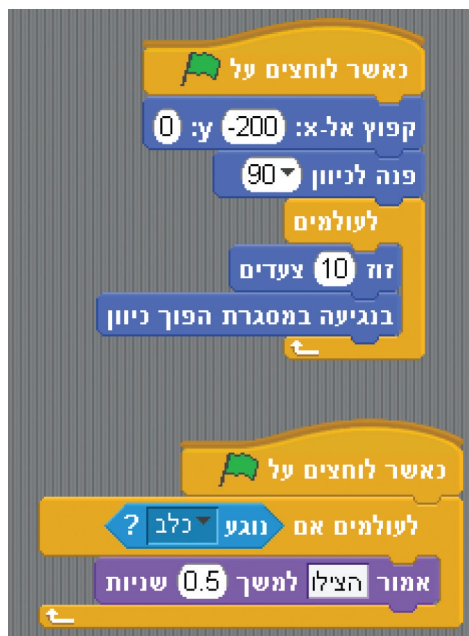 כאשר לוחצים על
קפוץ אל-x: -200 y: 0
פנה לכיוון 90
לעולמים
זוז 10 צעדים
בנגיעה במסגרת הפוך כיוון
כאשר לוחצים על
לעולמים אם נוגע כלב ?
אמור הצילו למשך 0.5 שניות